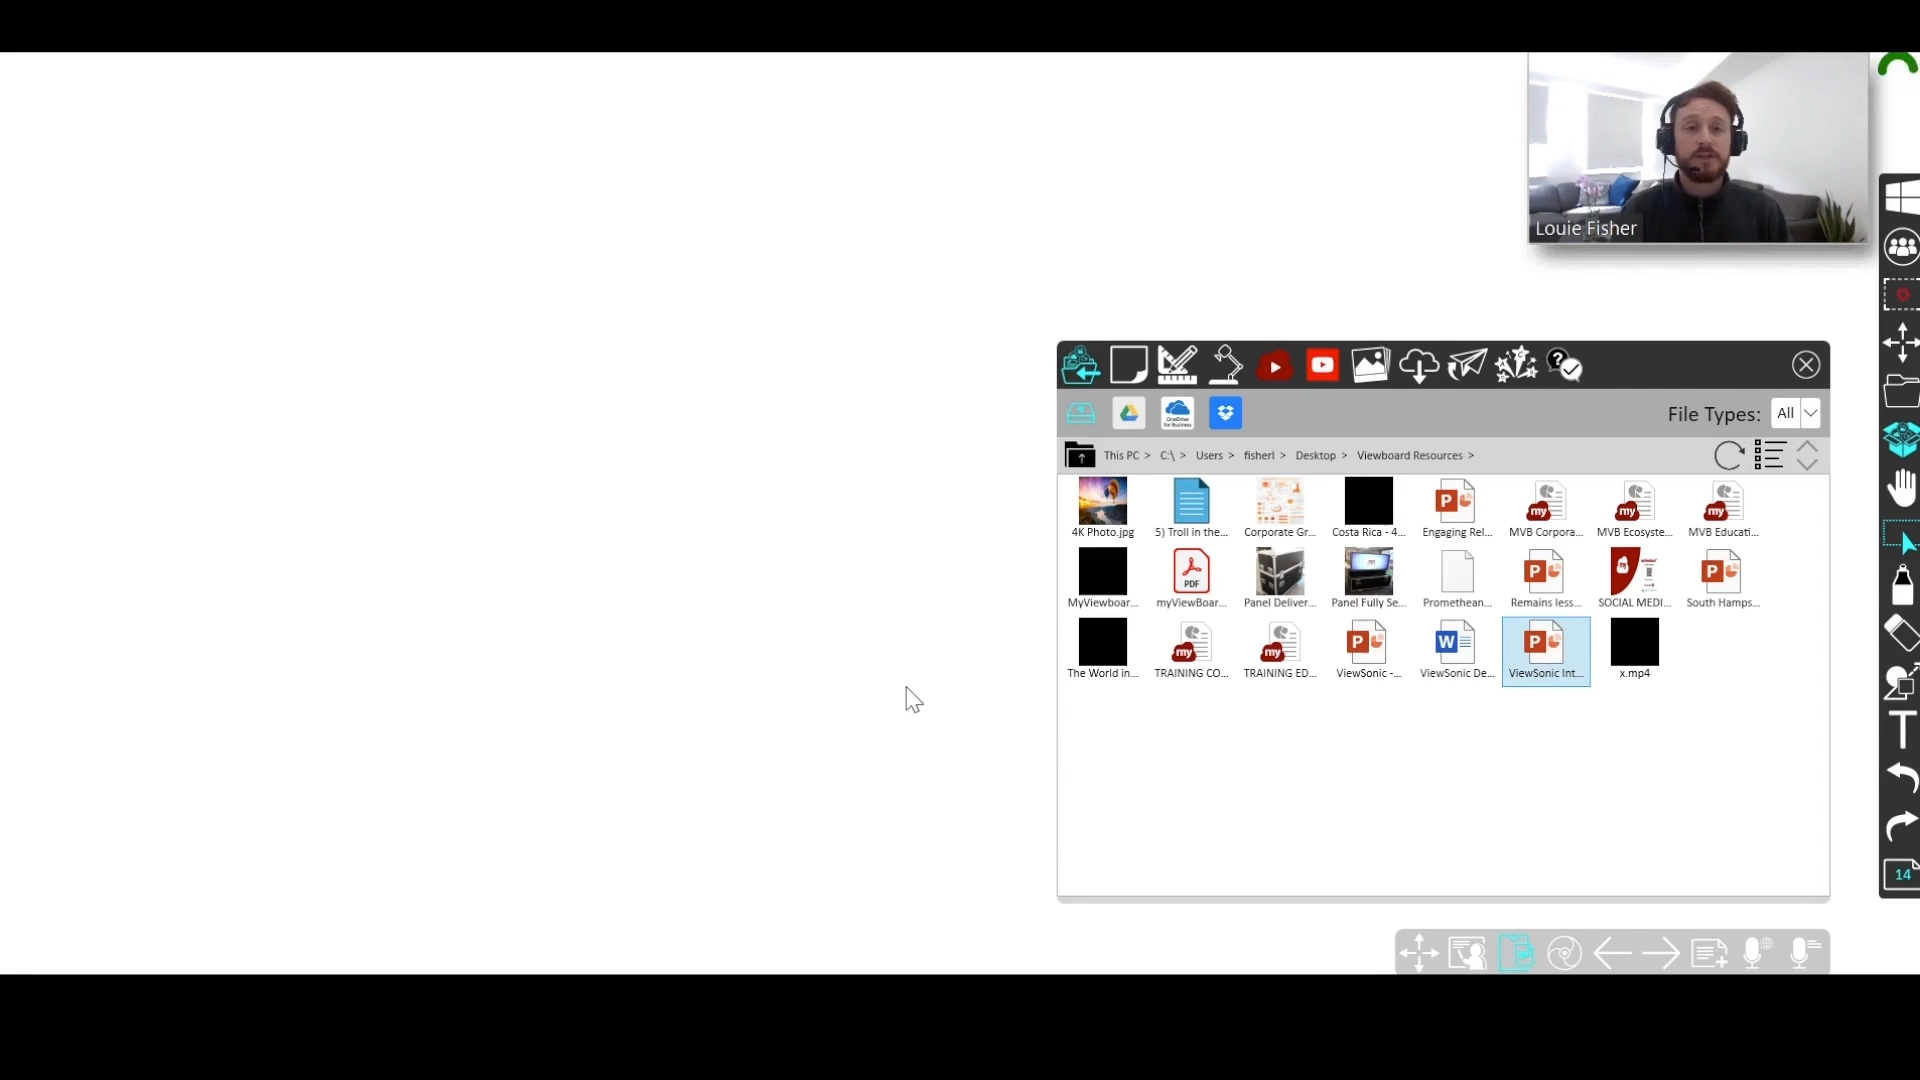 Louie Fisher
OneDrive
for Business
File Types: All
This PC > C:\ > Users > fisherl > Desktop > Viewboard Resources >
4K Photo.jpg 5) Troll in the... Corporate Gr... Costa Rica - 4... Engaging Rel... MVB Corpora... MVB Ecosyste... MVB Educati...
MyViewboar... myViewBoar... Panel Deliver... Panel Fully Se... Promethean... Remains less... SOCIAL MEDI... South Hamps...
The World in... TRAINING CO... TRAINING ED... ViewSonic -... ViewSonic De... ViewSonic Int... x.mp4
14